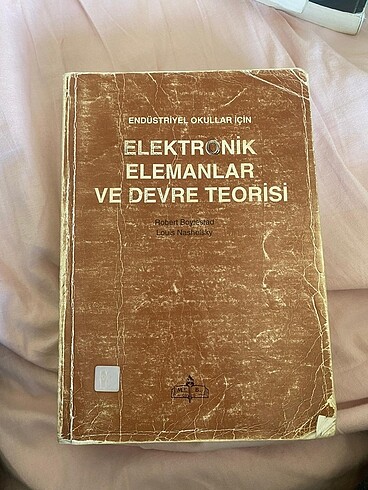 ENDÜSTRİYEL OKULLAR İÇİN
ELEKTRONİK
ELEMANLAR
VE DEVRE TEORİSİ
Robert Boylestad
Louis Nashelsky